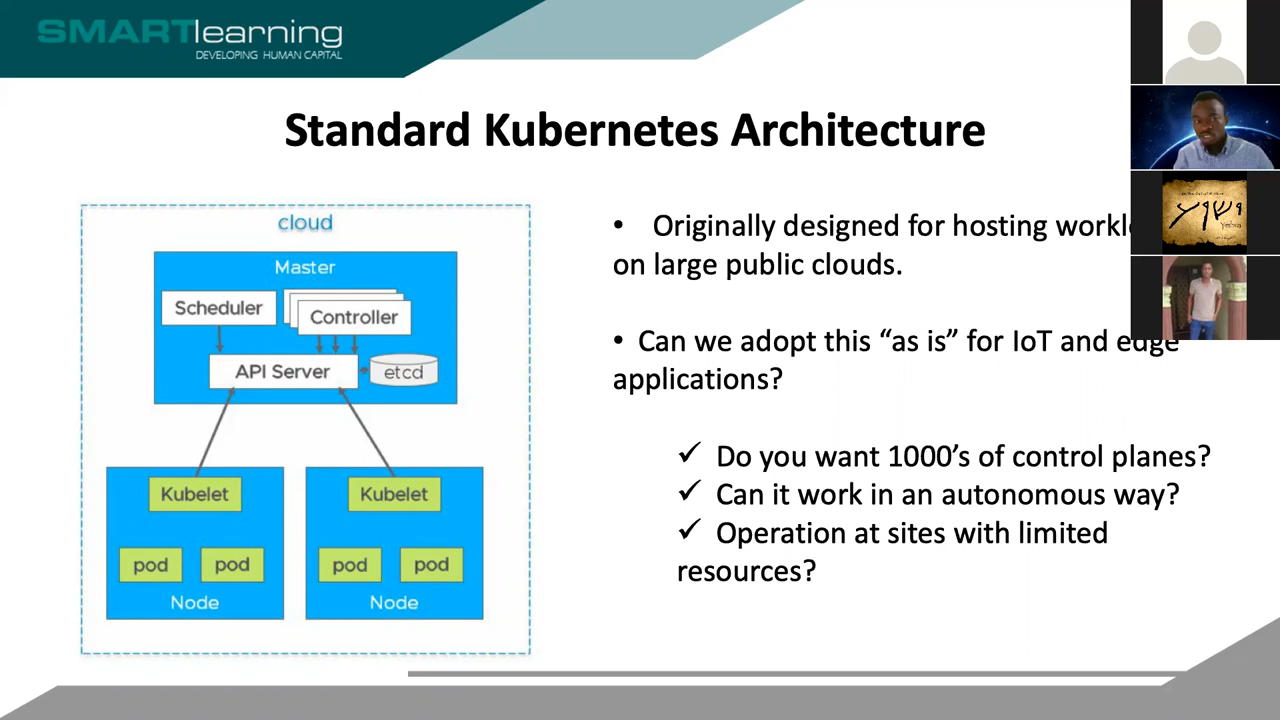 SMARTlearning
DEVELOPING HUMAN CAPITAL
Standard Kubernetes Architecture
cloud
Master
Scheduler
Controller
API Server
etcd
Kubelet
Kubelet
pod
pod
pod
pod
Node
Node
• Originally designed for hosting
on large public clouds.
• Can we adopt this “as is” for IoT and edge
applications?
✓ Do you want 1000’s of control planes?
✓ Can it work in an autonomous way?
✓ Operation at sites with limited
resources?